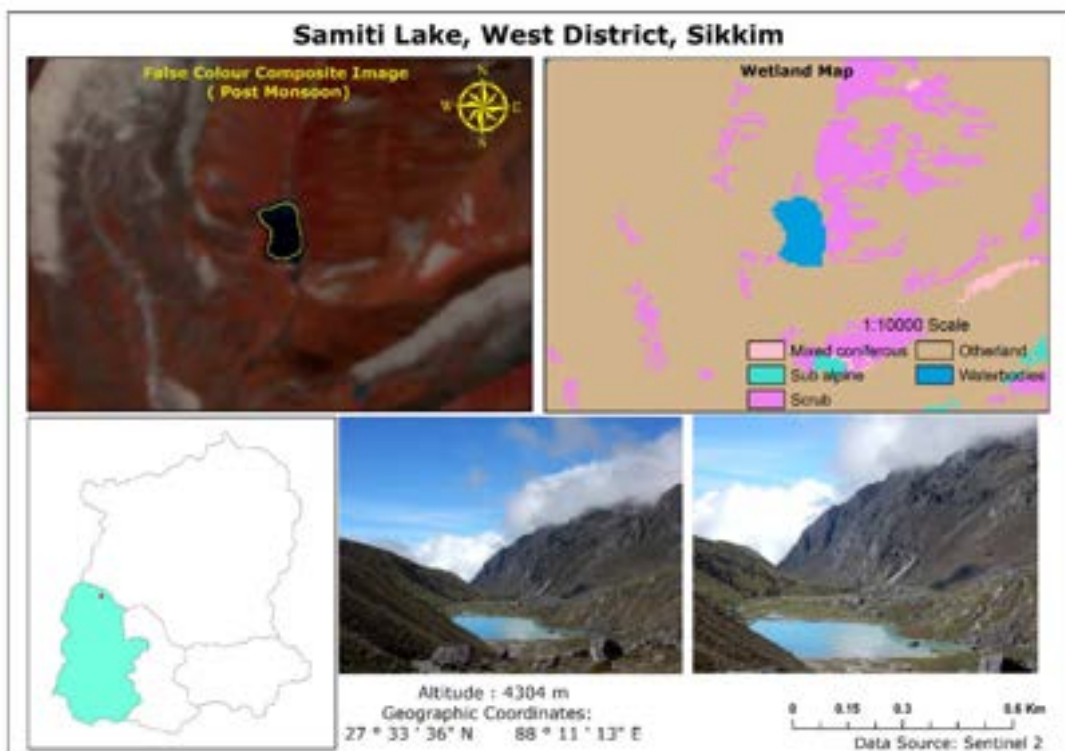 Samiti Lake, West District, Sikkim
False Colour Composite Image
( Post Monsoon)
N
W E
Wetland Map
1:10000 Scale
Mixed coniferous
Otherland
Sub alpine
Waterbodies
Scrub
Altitude : 4304 m
Geographic Coordinates:
27 ° 33 ' 36" N 88 ° 11 ' 13" E
0 0.15 0.3 0.6 Km
Data Source: Sentinel 2